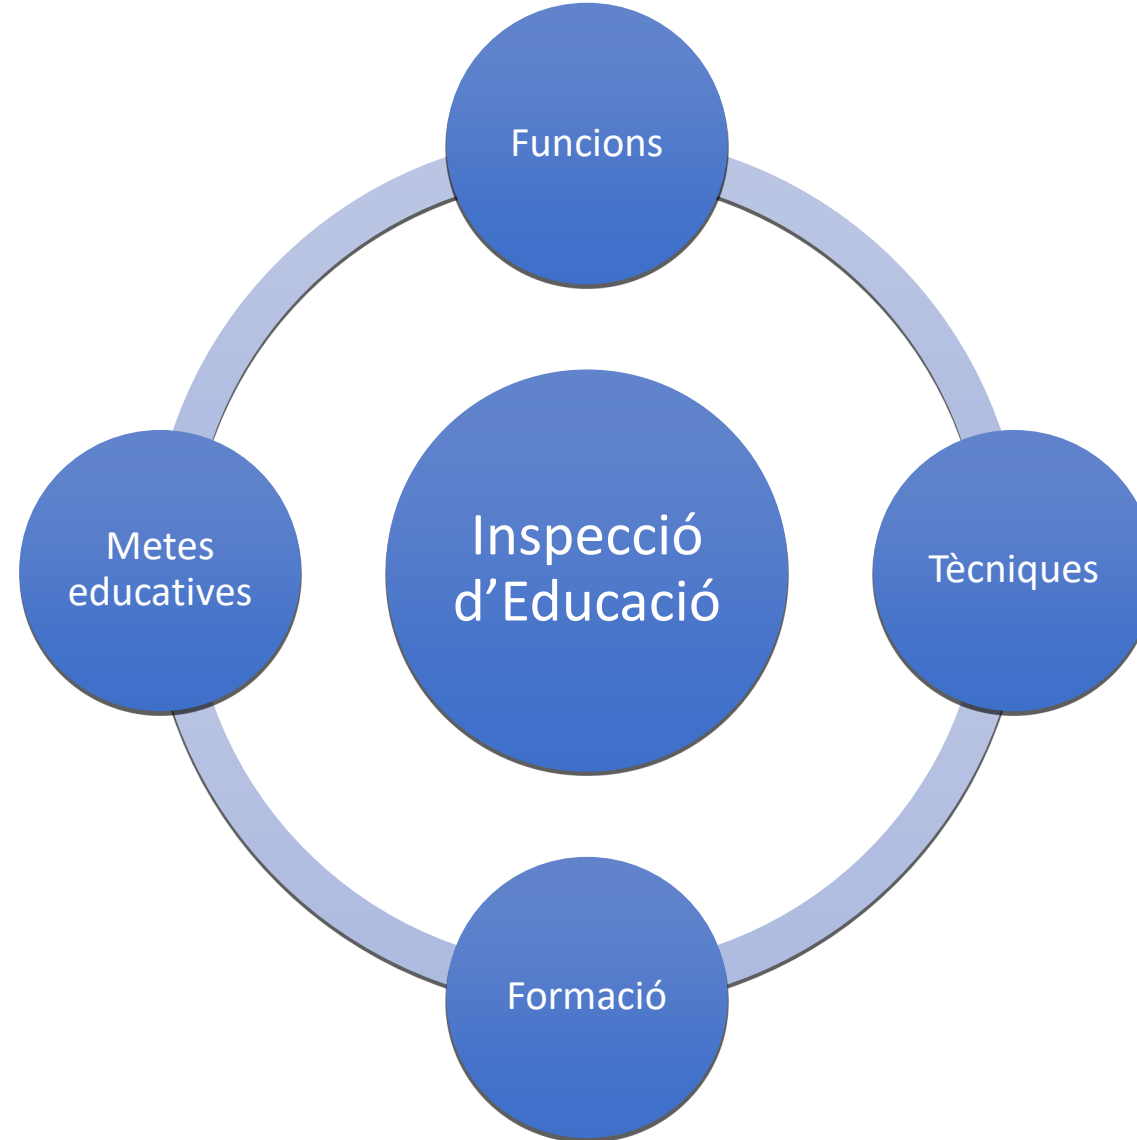 Funcions
Metes
educatives
Inspecció
d’Educació
Tècniques
Formació